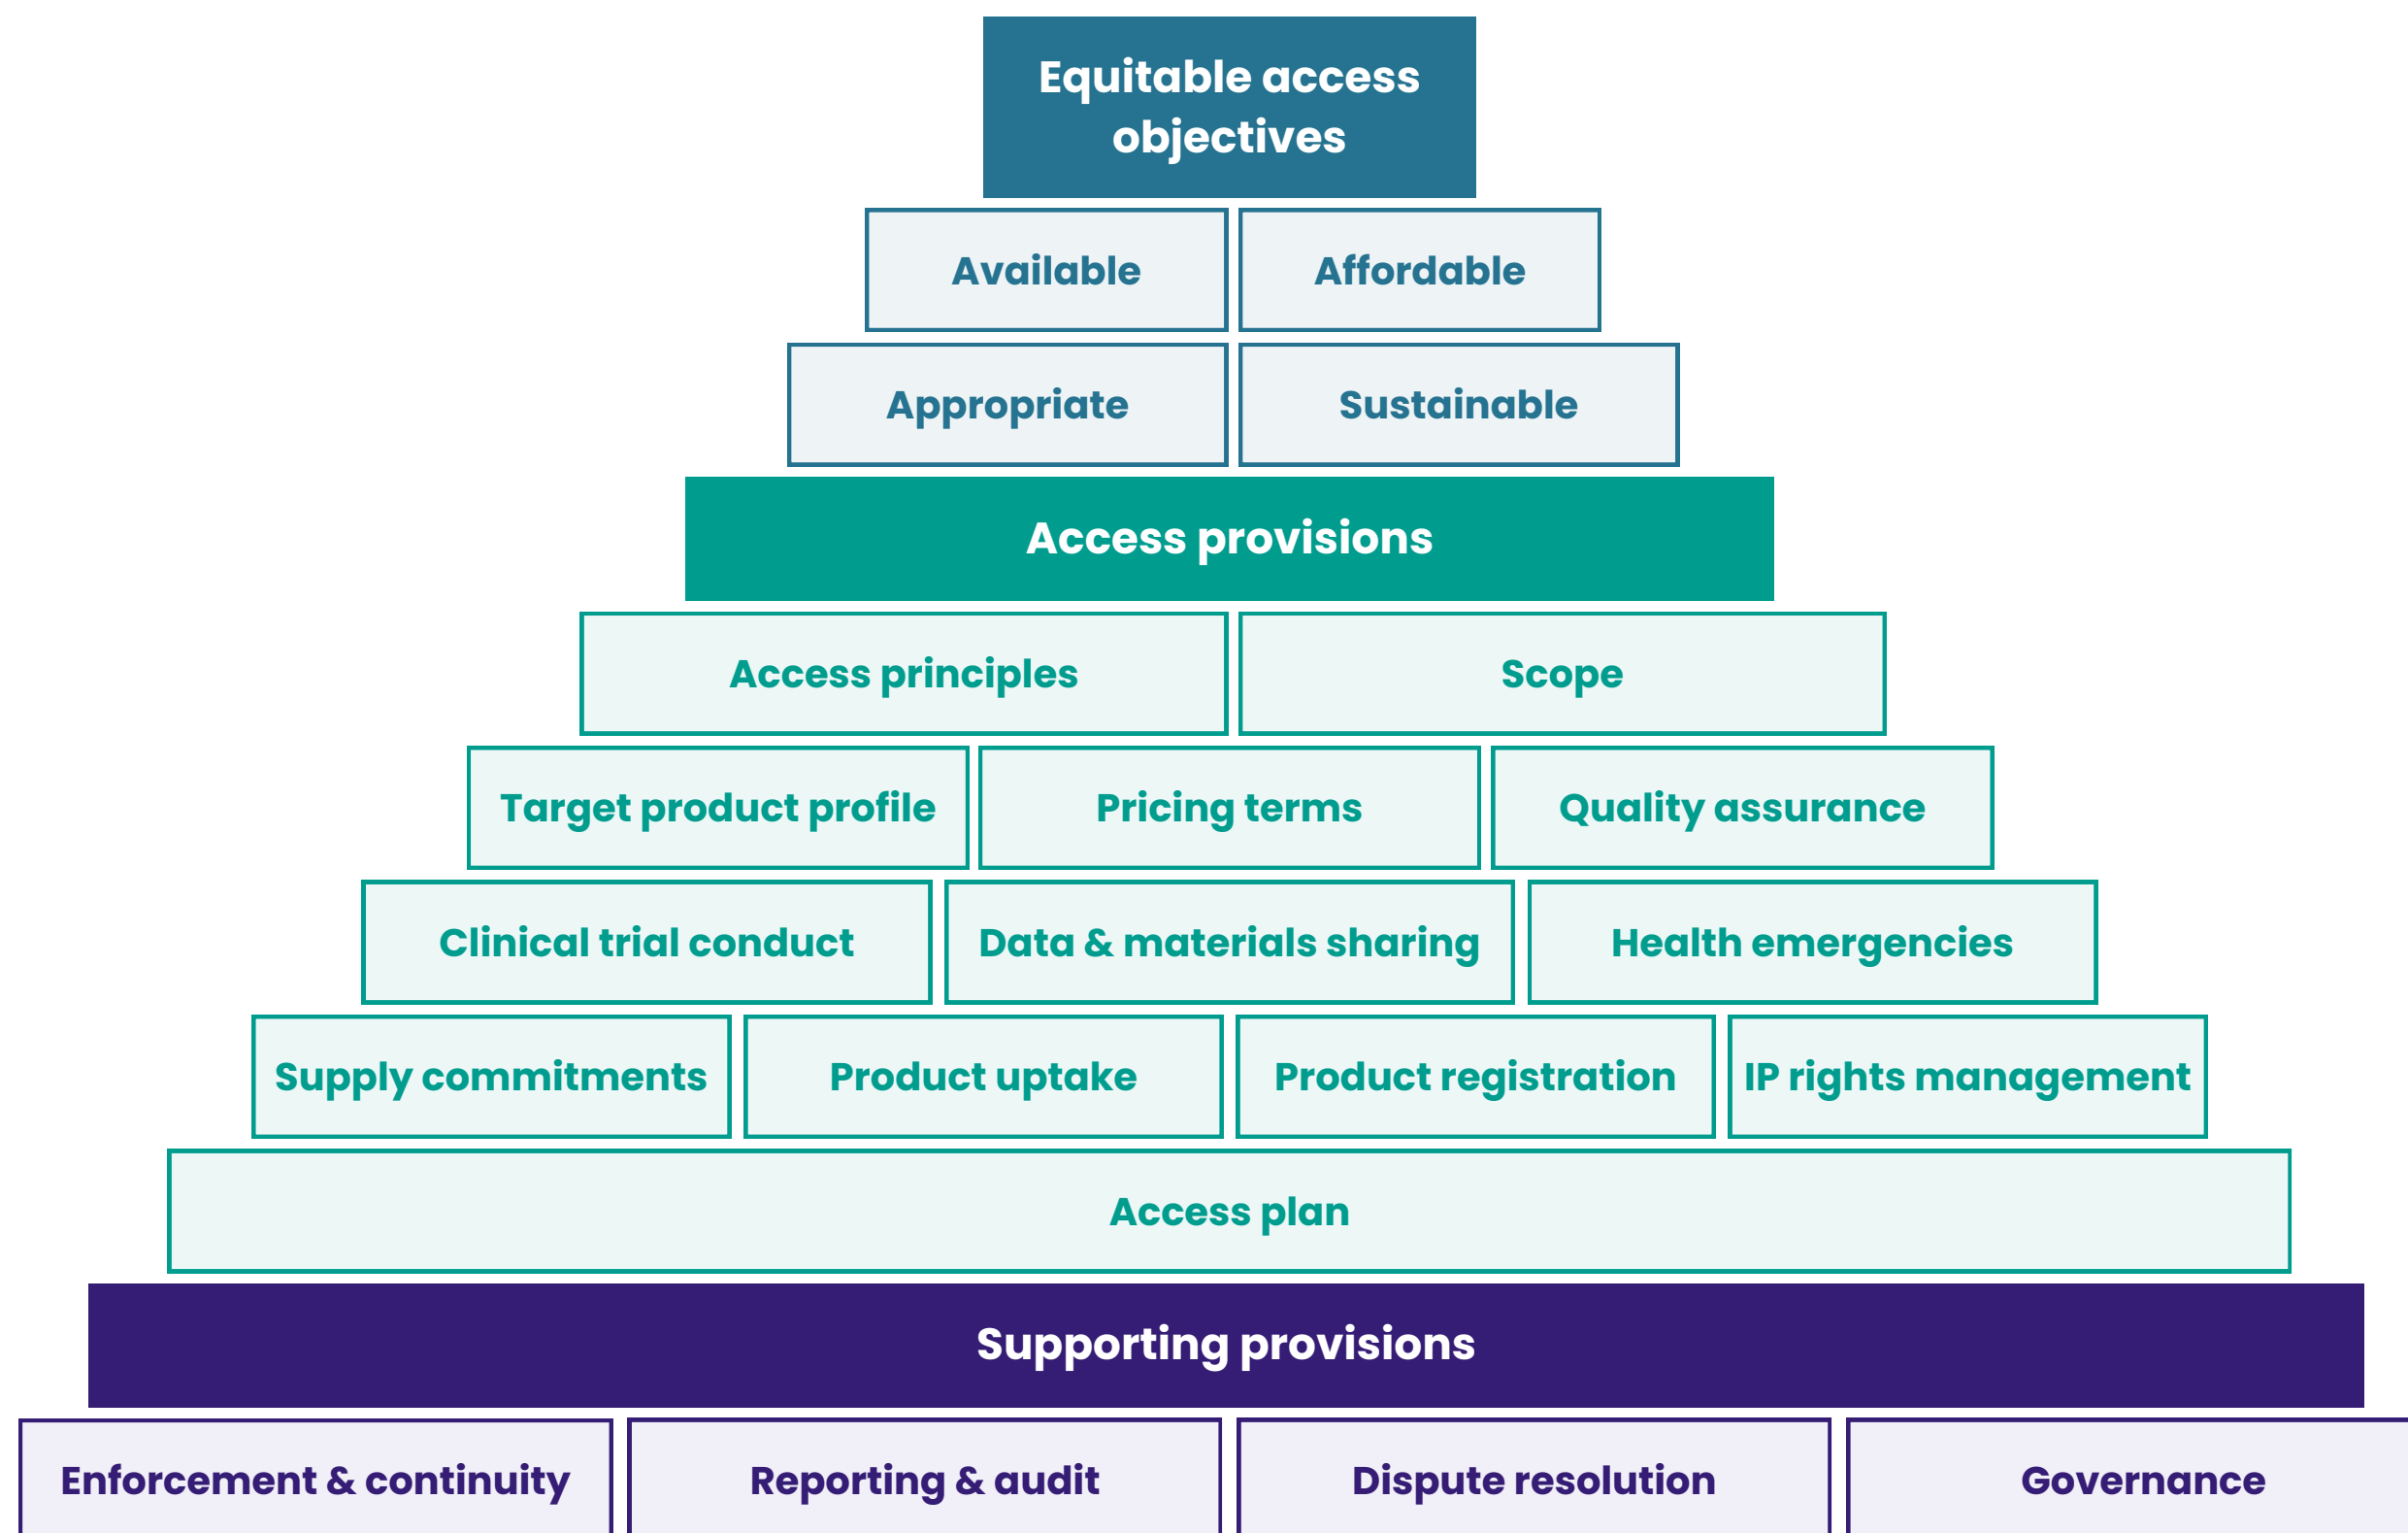 Equitable access
objectives
Available
Affordable
Appropriate
Sustainable
Access provisions
Access principles
Scope
Target product profile
Pricing terms
Quality assurance
Clinical trial conduct
Data & materials sharing
Health emergencies
Supply commitments
Product uptake
Product registration
IP rights management
Access plan
Supporting provisions
Enforcement & continuity
Reporting & audit
Dispute resolution
Governance